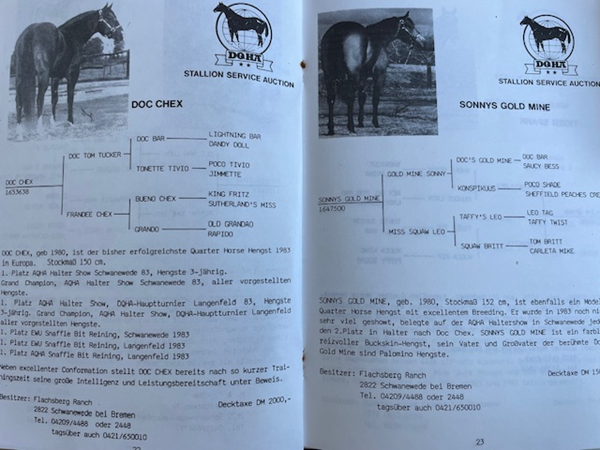 DQHA
STALLION SERVICE AUCTION
DOC CHEX
DOC BAR
LIGHTNING BAR
DANDY DOLL
DOC TOM TUCKER
TONETTE TIVIO
POCO TIVIO
JIMMETTE
DOC CHEX
1653638
BUENO CHEX
KING FRITZ
SUTHERLAND'S MISS
FRANDEE CHEX
GRANDO
OLD GRANDAO
RAPIDO
DOC CHEX, geb 1980, ist der bisher erfolgreichste Quarter Horse Hengst 1983
in Europa. Stockmaß 150 cm.
1. Platz AQHA Halter Show Schwanewede 83, Hengste 3-jährig.
Grand Champion, AQHA Halter Show Schwanewede 83, aller vorgestellten
Hengste.
1. Platz AQHA Halter Show, DQHA-Hauptturnier Langenfeld 83, Hengste
3-jährig. Grand Champion, AQHA Halter Show, DQHA-Hauptturnier Langenfeld
aller vorgestellten Hengste.
1. Platz EWU Snaffle Bit Reining, Schwanewede 1983
1. Platz EWU Snaffle Bit Reining, Langenfeld 1983
1. Platz AQHA Snaffle Bit Reining, Langenfeld 1983
Neben excellenter Conformation stellt DOC CHEX bereits nach so kurzer Trai-
ningszeit seine große Intelligenz und Leistungsbereitschaft unter Beweis.
Besitzer: Flachsberg Ranch Decktaxe DM 2000,-
2822 Schwanewede bei Bremen
Tel. 04209/4488 oder 2448
tagsüber auch 0421/650010
22
DQHA
STALLION SERVICE AUCTION
SONNYS GOLD MINE
DOC'S GOLD MINE
DOC BAR
SAUCY BESS
GOLD MINE SONNY
KONSPIKUUS
POCO SHADE
SHEFFIELD PEACHES
SONNYS GOLD MINE
1647500
TAFFY'S LEO
LEO TAG
TAFFY TWIST
MISS SQUAW LEO
SQUAW BRITT
TOM BRITT
CARLETA MIKE
SONNYS GOLD MINE, geb. 1980, Stockmaß 152 cm, ist ebenfalls ein
Quarter Horse Hengst mit excellentem Breeding. Er wurde in 1983 noch
sehr viel geshowt, belegte auf der AQHA Haltershow in Schwanewede
den 2.Platz in Halter nach Doc Chex. SONNYS GOLD MINE ist ein
reizvoller Buckskin-Hengst, sein Vater und Großvater der berühmte
Gold Mine sind Palomino Hengste.
Besitzer: Flachsberg Ranch Decktaxe DM
2822 Schwanewede bei Bremen
Tel. 04209/4488 oder 2448
tagsüber auch 0421/650010
23